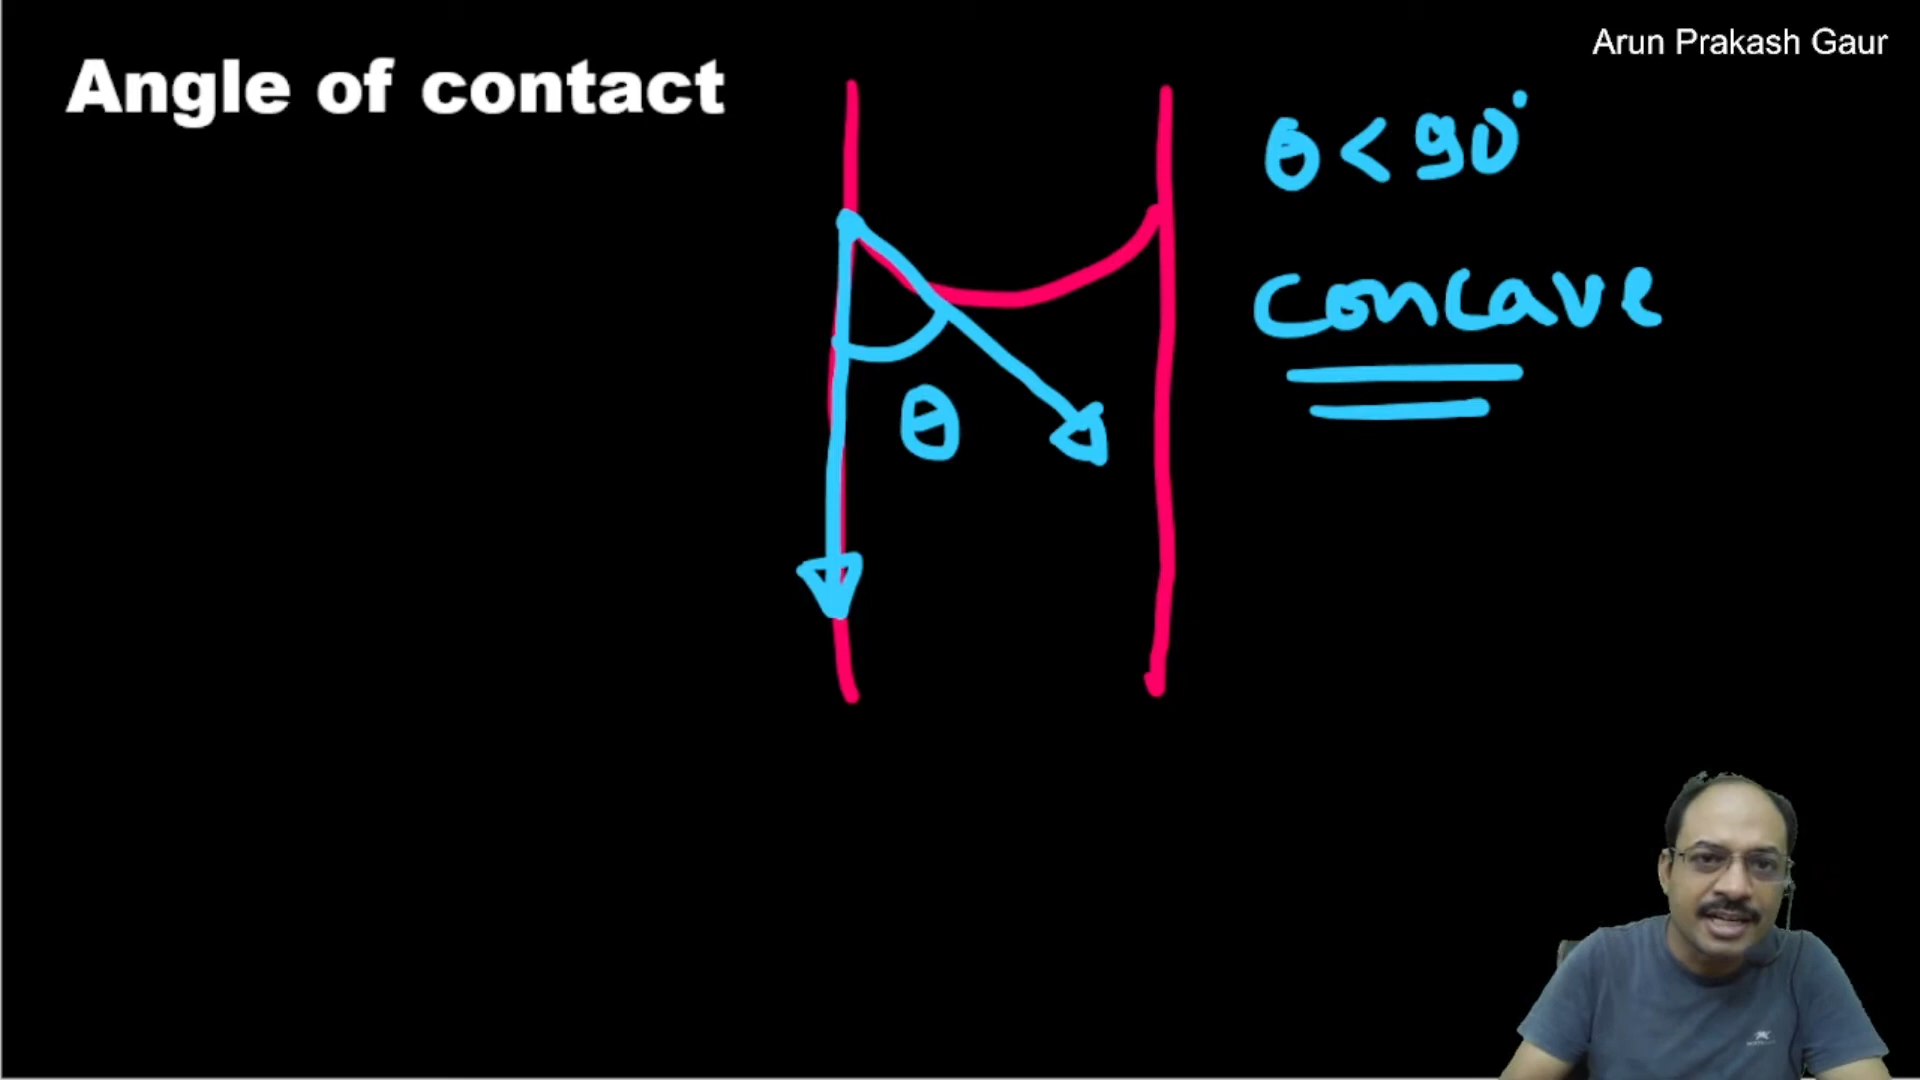 Arun Prakash Gaur
Angle of contact
θ < 90°
concave
θ